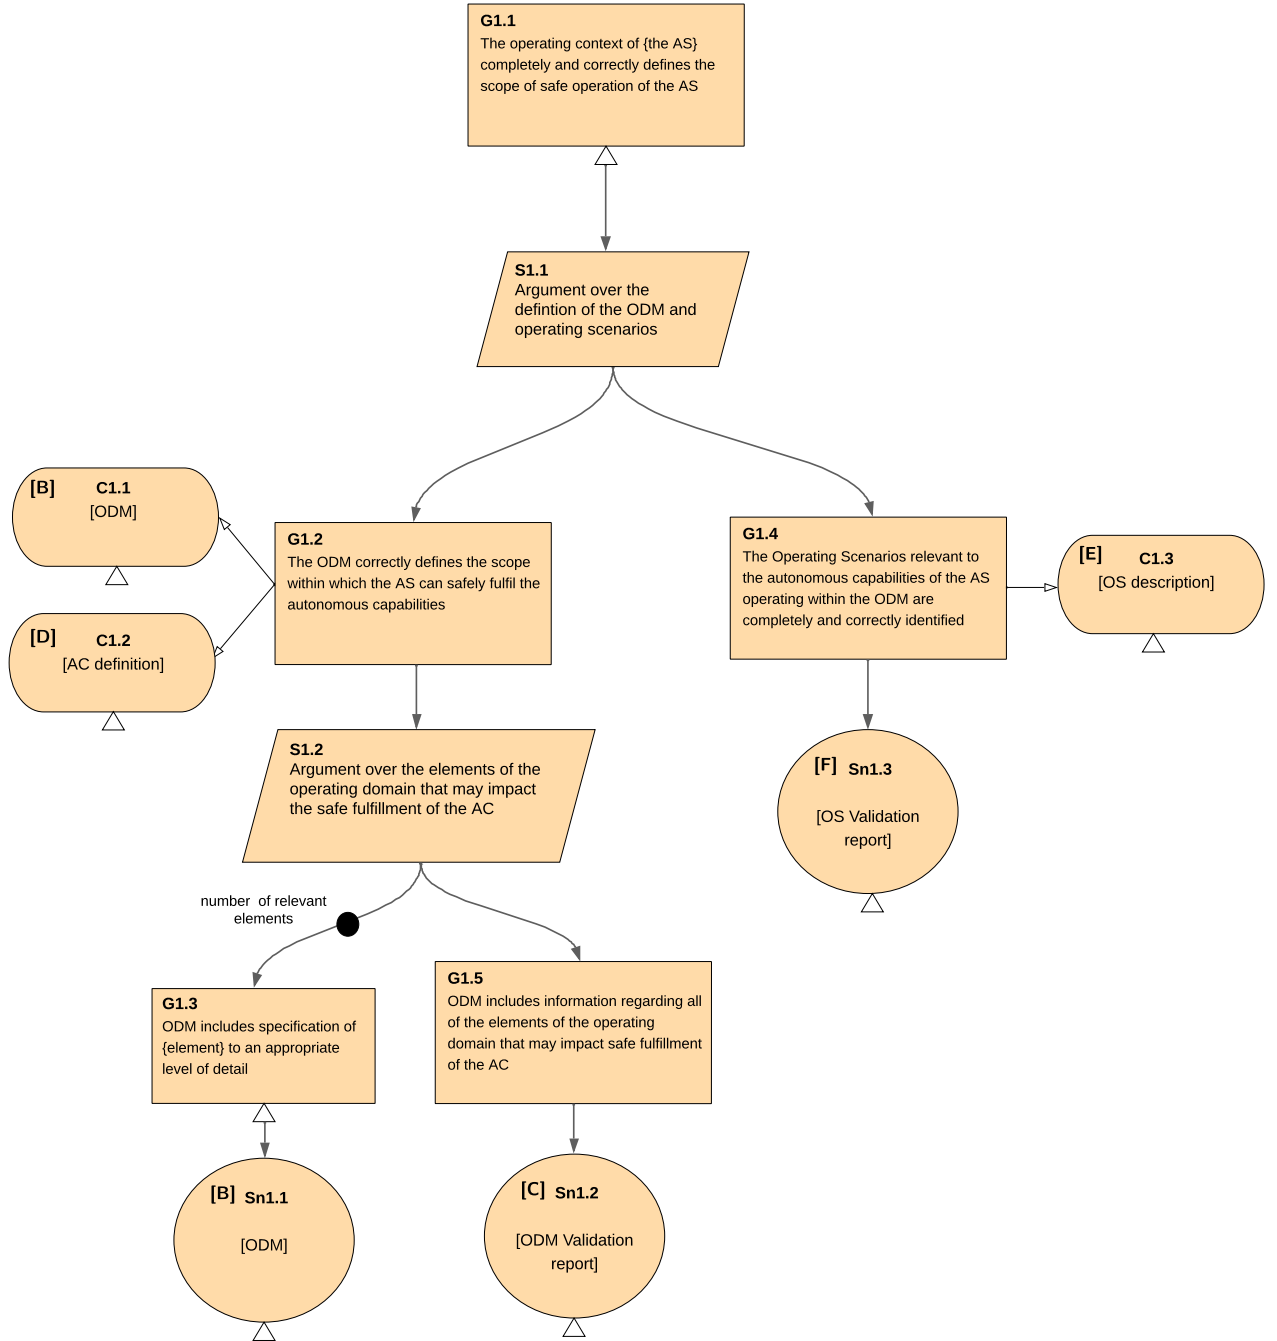 G1.1
The operating context of {the AS}
completely and correctly defines the
scope of safe operation of the AS
S1.1
Argument over the
defintion of the ODM and
operating scenarios
[B] C1.1
[ODM]
[D] C1.2
[AC definition]
G1.2
The ODM correctly defines the scope
within which the AS can safely fulfil the
autonomous capabilities
G1.4
The Operating Scenarios relevant to
the autonomous capabilities of the AS
operating within the ODM are
completely and correctly identified
[E] C1.3
[OS description]
S1.2
Argument over the elements of the
operating domain that may impact
the safe fulfillment of the AC
[F] Sn1.3
[OS Validation
report]
number of relevant
elements
G1.3
ODM includes specification of
{element} to an appropriate
level of detail
G1.5
ODM includes information regarding all
of the elements of the operating
domain that may impact safe fulfillment
of the AC
[B] Sn1.1
[ODM]
[C] Sn1.2
[ODM Validation
report]